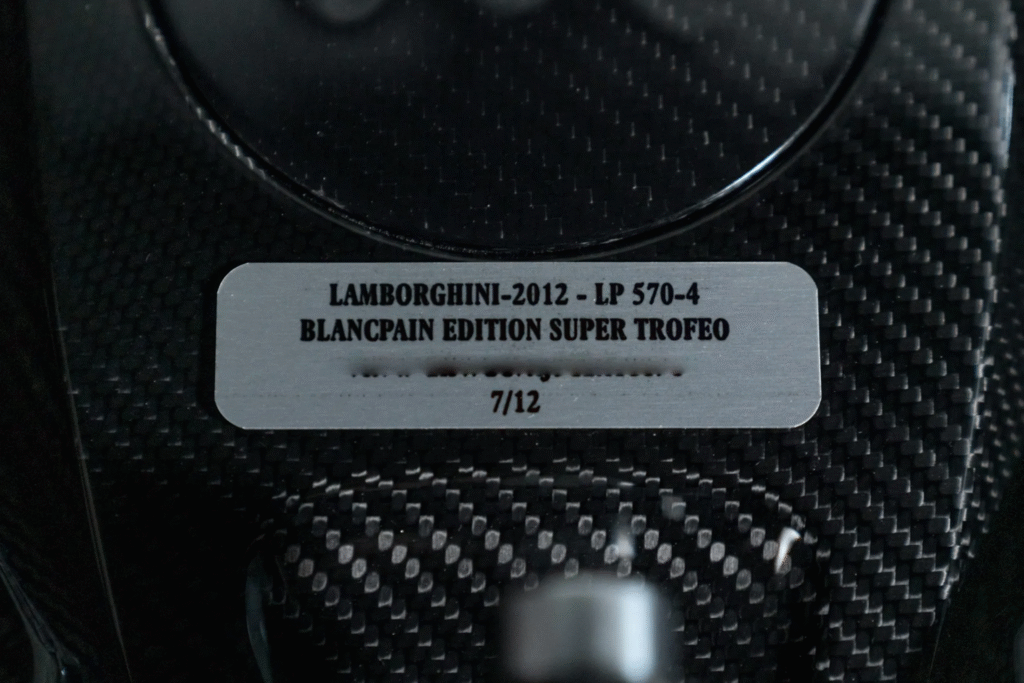 LAMBORGHINI-2012 - LP 570-4
BLANCPAIN EDITION SUPER TROFEO
7/12